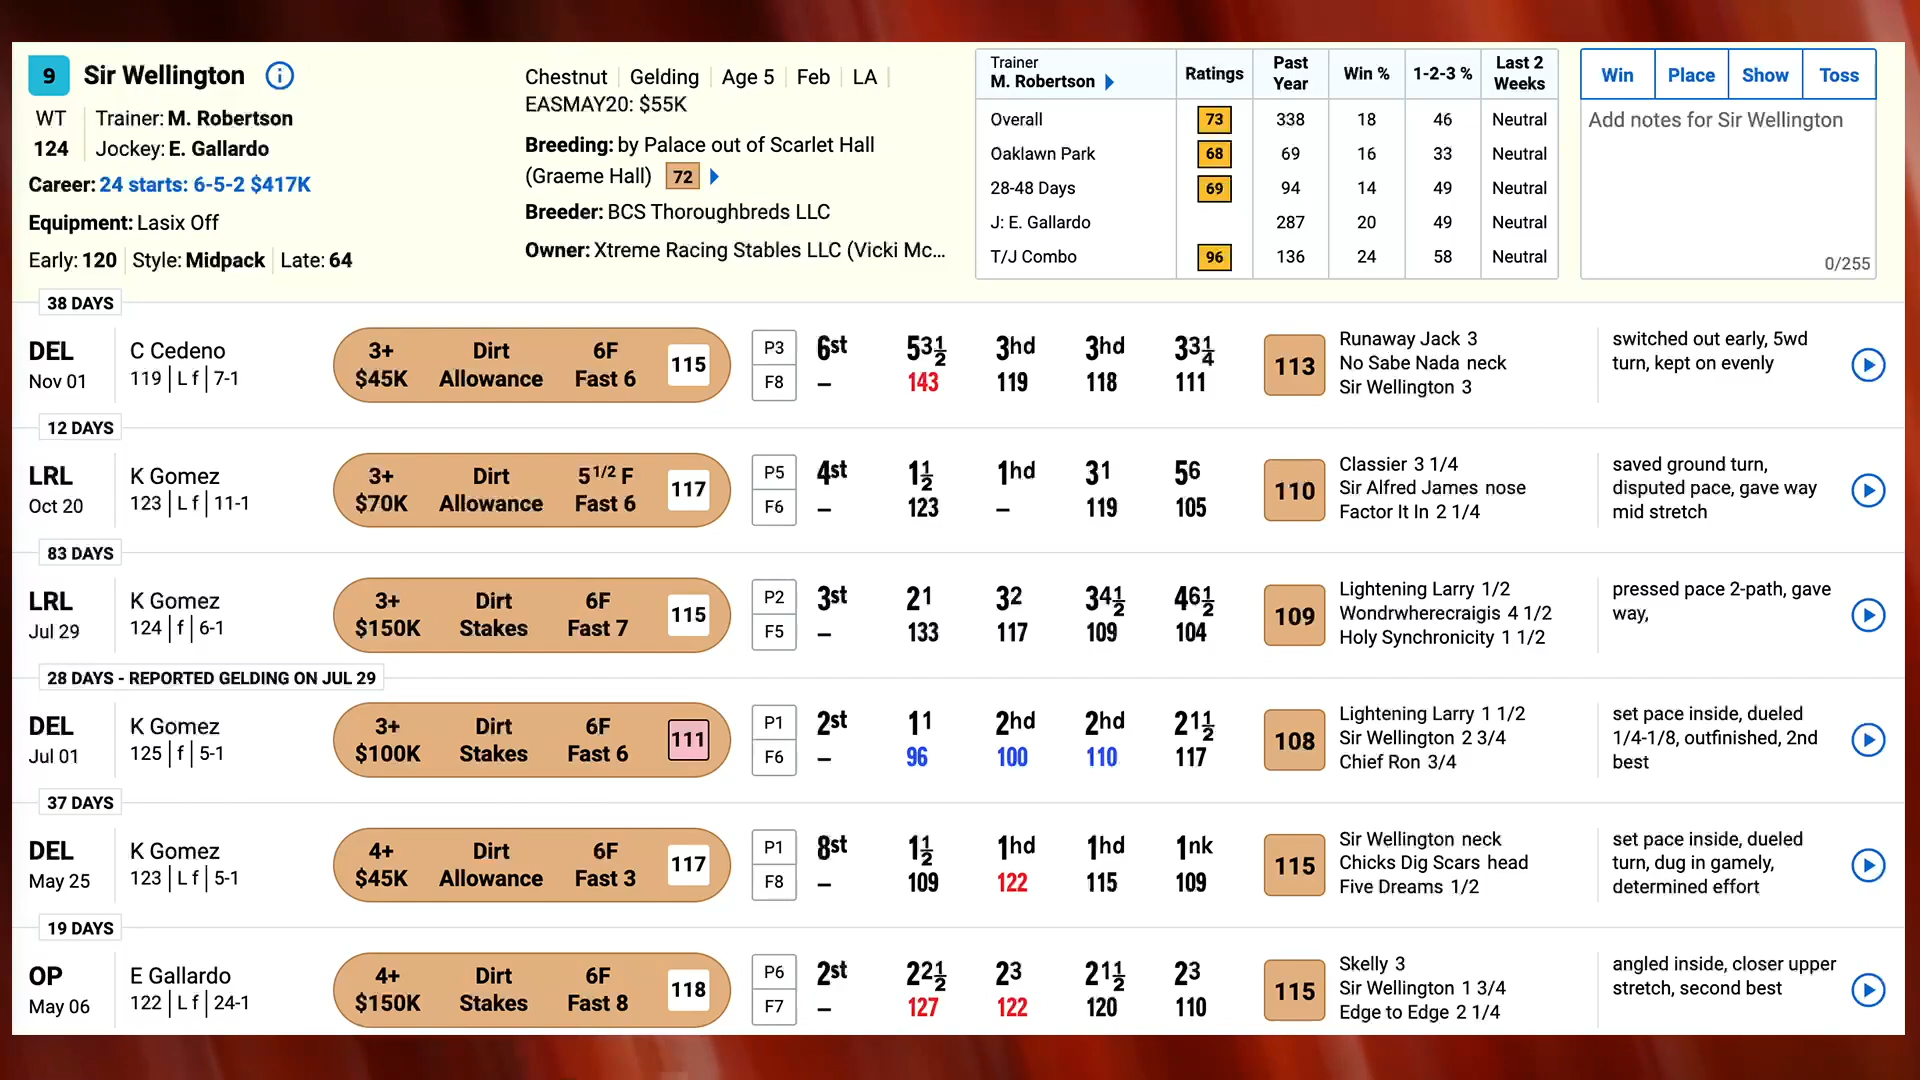 9 Sir Wellington
WT Trainer: M. Robertson
124 Jockey: E. Gallardo
Career: 24 starts: 6-5-2 $417K
Equipment: Lasix Off
Early: 120 Style: Midpack Late: 64
Chestnut Gelding Age 5 Feb LA
EASMAY20: $55K
Breeding: by Palace out of Scarlet Hall
(Graeme Hall) 72
Breeder: BCS Thoroughbreds LLC
Owner: Xtreme Racing Stables LLC (Vicki Mc...
Trainer
M. Robertson Ratings Past Year Win % 1-2-3 % Last 2 Weeks
Overall 73 338 18 46 Neutral
Oaklawn Park 68 69 16 33 Neutral
28-48 Days 69 94 14 49 Neutral
J: E. Gallardo 287 20 49 Neutral
T/J Combo 96 136 24 58 Neutral
Win Place Show Toss
Add notes for Sir Wellington
0/255
38 DAYS
DEL C Cedeno 3+ Dirt 6F 115 P3 6st 53½ 3hd 3hd 33¼ 113 Runaway Jack 3 switched out early, 5wd
Nov 01 119 L f 7-1 $45K Allowance Fast 6 F8 – 143 119 118 111 No Sabe Nada neck turn, kept on evenly
Sir Wellington 3
12 DAYS
LRL K Gomez 3+ Dirt 5 1/2 F 117 P5 4st 1½ 1hd 31 56 110 Classier 3 1/4 saved ground turn,
Oct 20 123 L f 11-1 $70K Allowance Fast 6 F6 – 123 – 119 105 Sir Alfred James nose disputed pace, gave way
Factor It In 2 1/4 mid stretch
83 DAYS
LRL K Gomez 3+ Dirt 6F 115 P2 3st 21 32 34½ 46½ 109 Lightening Larry 1/2 pressed pace 2-path, gave
Jul 29 124 f 6-1 $150K Stakes Fast 7 F5 – 133 117 109 104 Wondrwherecraigis 4 1/2 way,
Holy Synchronicity 1 1/2
28 DAYS - REPORTED GELDING ON JUL 29
DEL K Gomez 3+ Dirt 6F 111 P1 2st 11 2hd 2hd 21½ 108 Lightening Larry 1 1/2 set pace inside, dueled
Jul 01 125 f 5-1 $100K Stakes Fast 6 F6 – 96 100 110 117 Sir Wellington 2 3/4 1/4-1/8, outfinished, 2nd
Chief Ron 3/4 best
37 DAYS
DEL K Gomez 4+ Dirt 6F 117 P1 8st 1½ 1hd 1hd 1nk 115 Sir Wellington neck set pace inside, dueled
May 25 123 L f 5-1 $45K Allowance Fast 3 F8 – 109 122 115 109 Chicks Dig Scars head turn, dug in gamely,
Five Dreams 1/2 determined effort
19 DAYS
OP E Gallardo 4+ Dirt 6F 118 P6 2st 22½ 23 21½ 23 115 Skelly 3 angled inside, closer upper
May 06 122 L f 24-1 $150K Stakes Fast 8 F7 – 127 122 120 110 Sir Wellington 1 3/4 stretch, second best
Edge to Edge 2 1/4